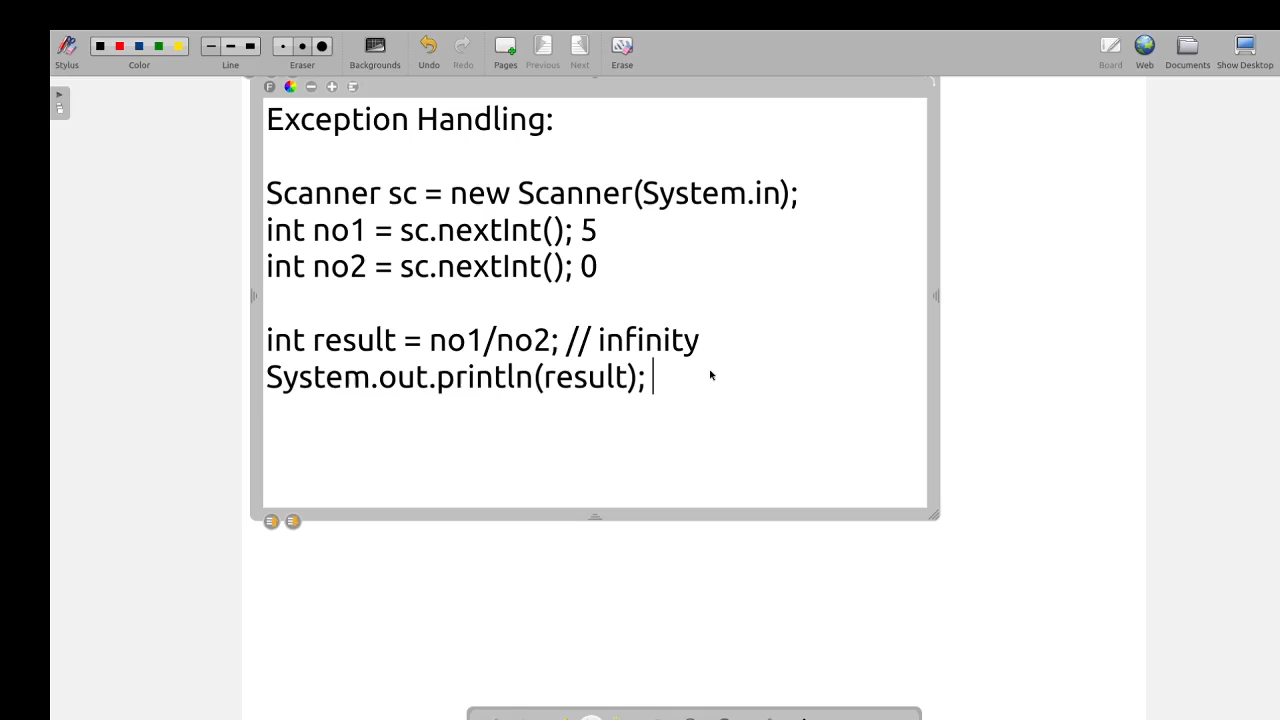 Stylus
Color
Line
Eraser
Backgrounds
Undo
Redo
Pages
Previous
Next
Erase
Board
Web
Documents
Show Desktop
Exception Handling:
Scanner sc = new Scanner(System.in);
int no1 = sc.nextInt(); 5
int no2 = sc.nextInt(); 0
int result = no1/no2; // infinity
System.out.println(result);